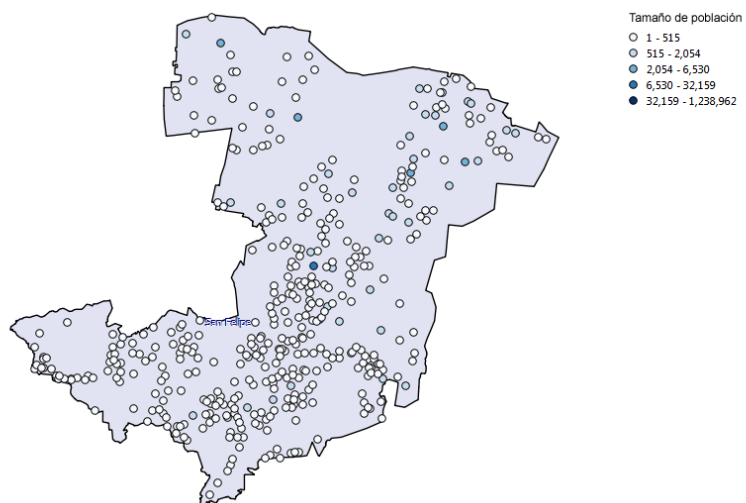 Tamaño de población
1 - 515
515 - 2,054
2,054 - 6,530
6,530 - 32,159
32,159 - 1,238,962
San Felipe